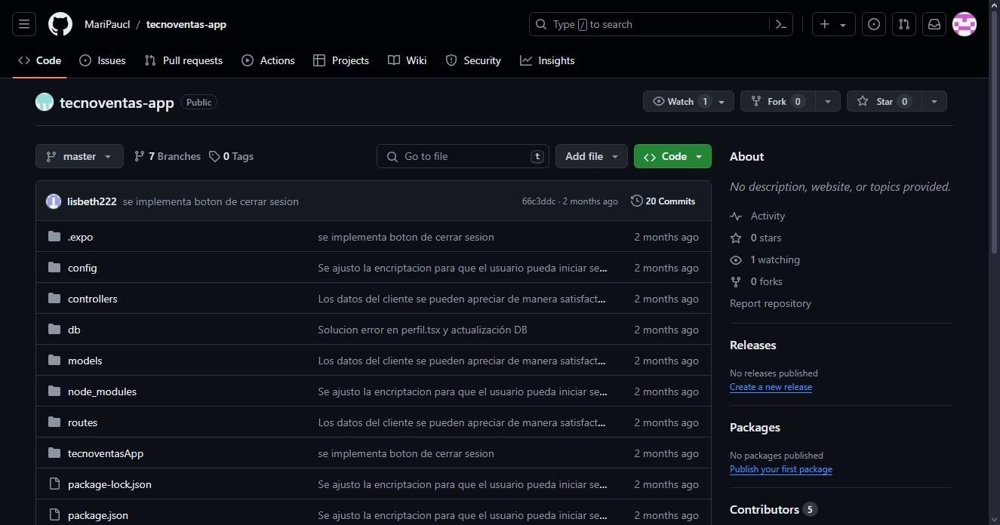 MariPaucl / tecnoventas-app
Type / to search
Code Issues Pull requests Actions Projects Wiki Security Insights
tecnoventas-app Public
Watch 1 Fork 0 Star 0
master 7 Branches 0 Tags Go to file t Add file Code
lisbeth222 se implementa boton de cerrar sesion 66c3ddc · 2 months ago 20 Commits
.expo se implementa boton de cerrar sesion 2 months ago
config Se ajusto la encriptacion para que el usuario pueda iniciar se... 2 months ago
controllers Los datos del cliente se pueden apreciar de manera satisfact... 2 months ago
db Solucion error en perfil.tsx y actualización DB 2 months ago
models Los datos del cliente se pueden apreciar de manera satisfact... 2 months ago
node_modules Se ajusto la encriptacion para que el usuario pueda iniciar se... 2 months ago
routes Los datos del cliente se pueden apreciar de manera satisfact... 2 months ago
tecnoventasApp se implementa boton de cerrar sesion 2 months ago
package-lock.json Se ajusto la encriptacion para que el usuario pueda iniciar se... 2 months ago
package.json Se ajusto la encriptacion para que el usuario pueda iniciar se... 2 months ago
About
No description, website, or topics provided.
Activity
0 stars
1 watching
0 forks
Report repository
Releases
No releases published
Create a new release
Packages
No packages published
Publish your first package
Contributors 5